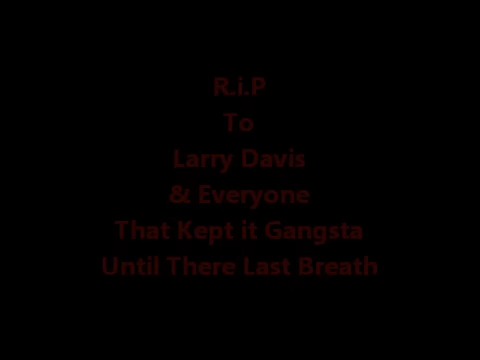 R.i.P
To
Larry Davis
& Everyone
That Kept it Gangsta
Until There Last Breath